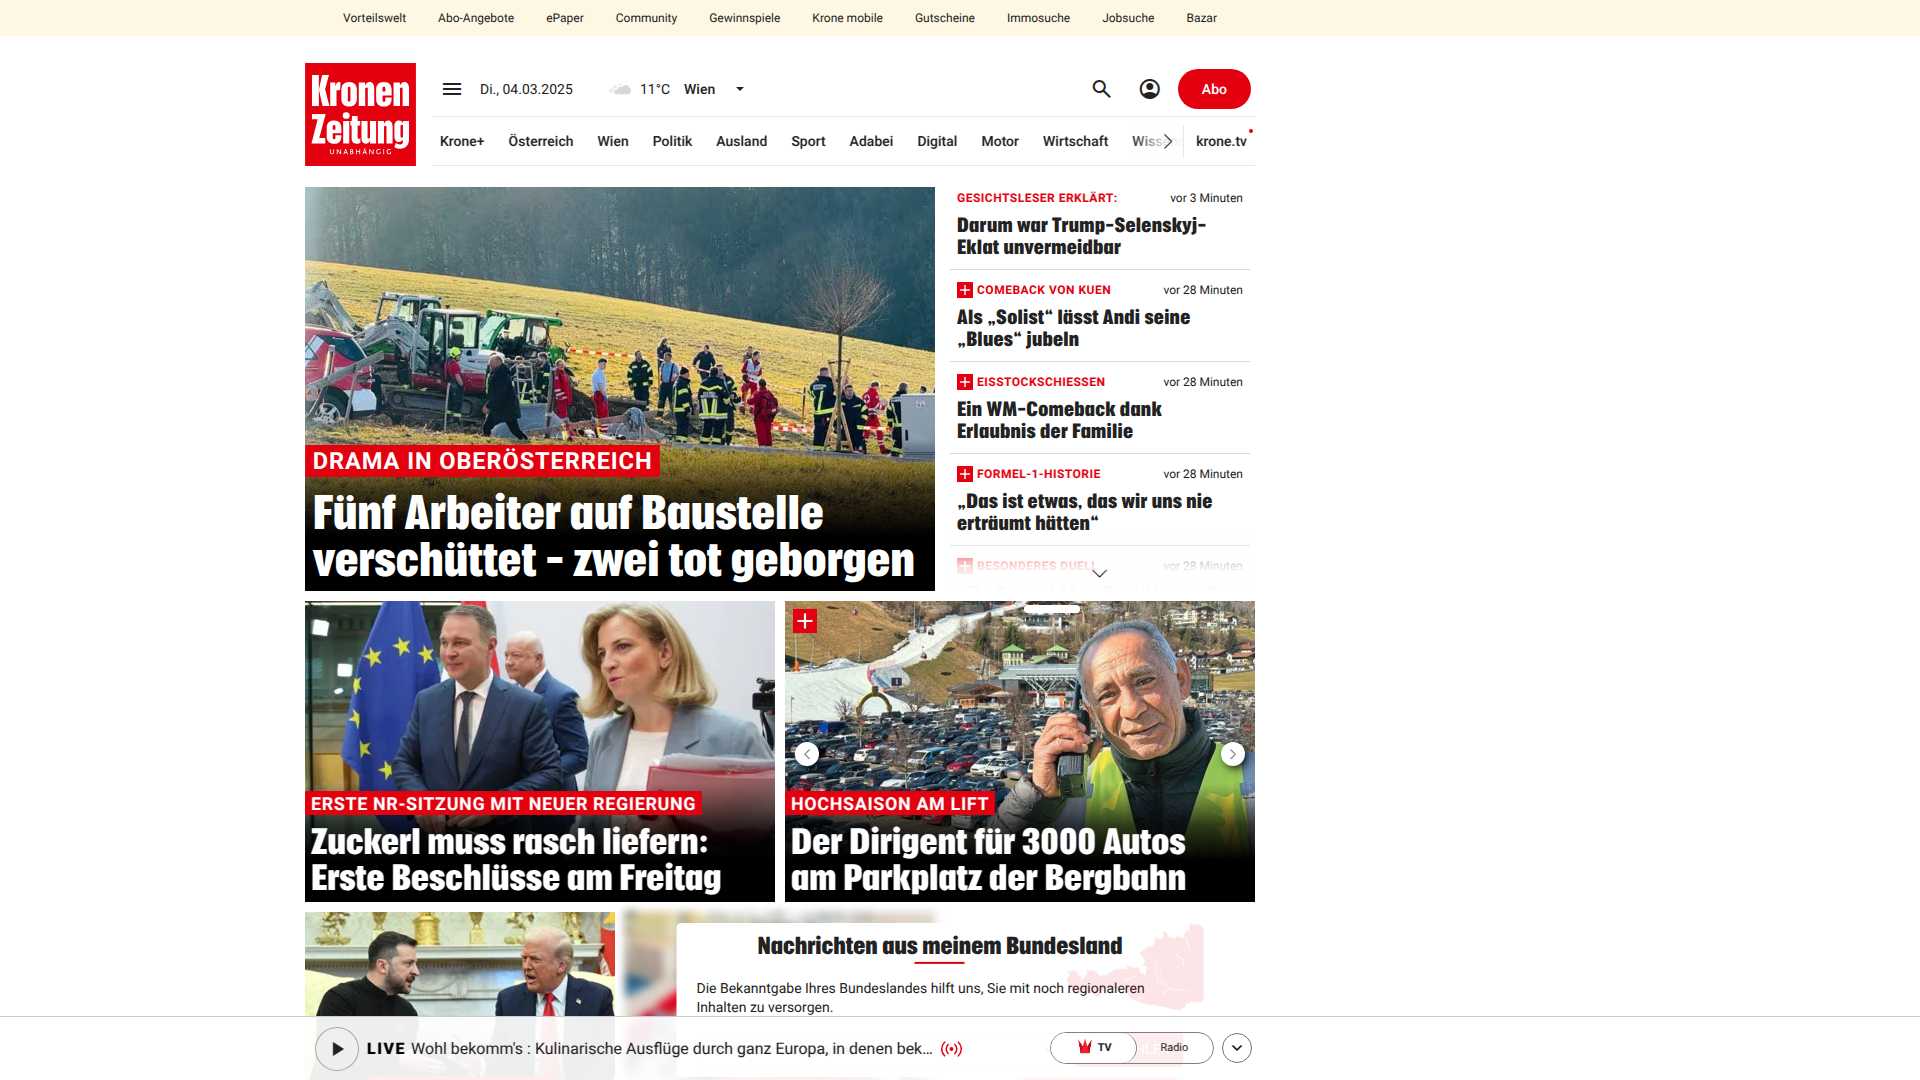 Vorteilswelt Abo-Angebote ePaper Community Gewinnspiele Krone mobile Gutscheine Immosuche Jobsuche Bazar
Kronen
Zeitung
UNABHÄNGIG
Di., 04.03.2025 11°C Wien
Abo
Krone+ Österreich Wien Politik Ausland Sport Adabei Digital Motor Wirtschaft krone.tv
DRAMA IN OBERÖSTERREICH
Fünf Arbeiter auf Baustelle
verschüttet – zwei tot geborgen
GESICHTSLESER ERKLÄRT: vor 3 Minuten
Darum war Trump-Selenskyj-
Eklat unvermeidbar
COMEBACK VON KUEN vor 28 Minuten
Als „Solist“ lässt Andi seine
„Blues“ jubeln
EISSTOCKSCHIESSEN vor 28 Minuten
Ein WM-Comeback dank
Erlaubnis der Familie
FORMEL-1-HISTORIE vor 28 Minuten
„Das ist etwas, das wir uns nie
erträumt hätten“
BESONDERES DUELL vor 28 Minuten
ERSTE NR-SITZUNG MIT NEUER REGIERUNG
Zuckerl muss rasch liefern:
Erste Beschlüsse am Freitag
HOCHSAISON AM LIFT
Der Dirigent für 3000 Autos
am Parkplatz der Bergbahn
Nachrichten aus meinem Bundesland
Die Bekanntgabe Ihres Bundeslandes hilft uns, Sie mit noch regionaleren
Inhalten zu versorgen.
LIVE Wohl bekomm's : Kulinarische Ausflüge durch ganz Europa, in denen bek...
TV Radio